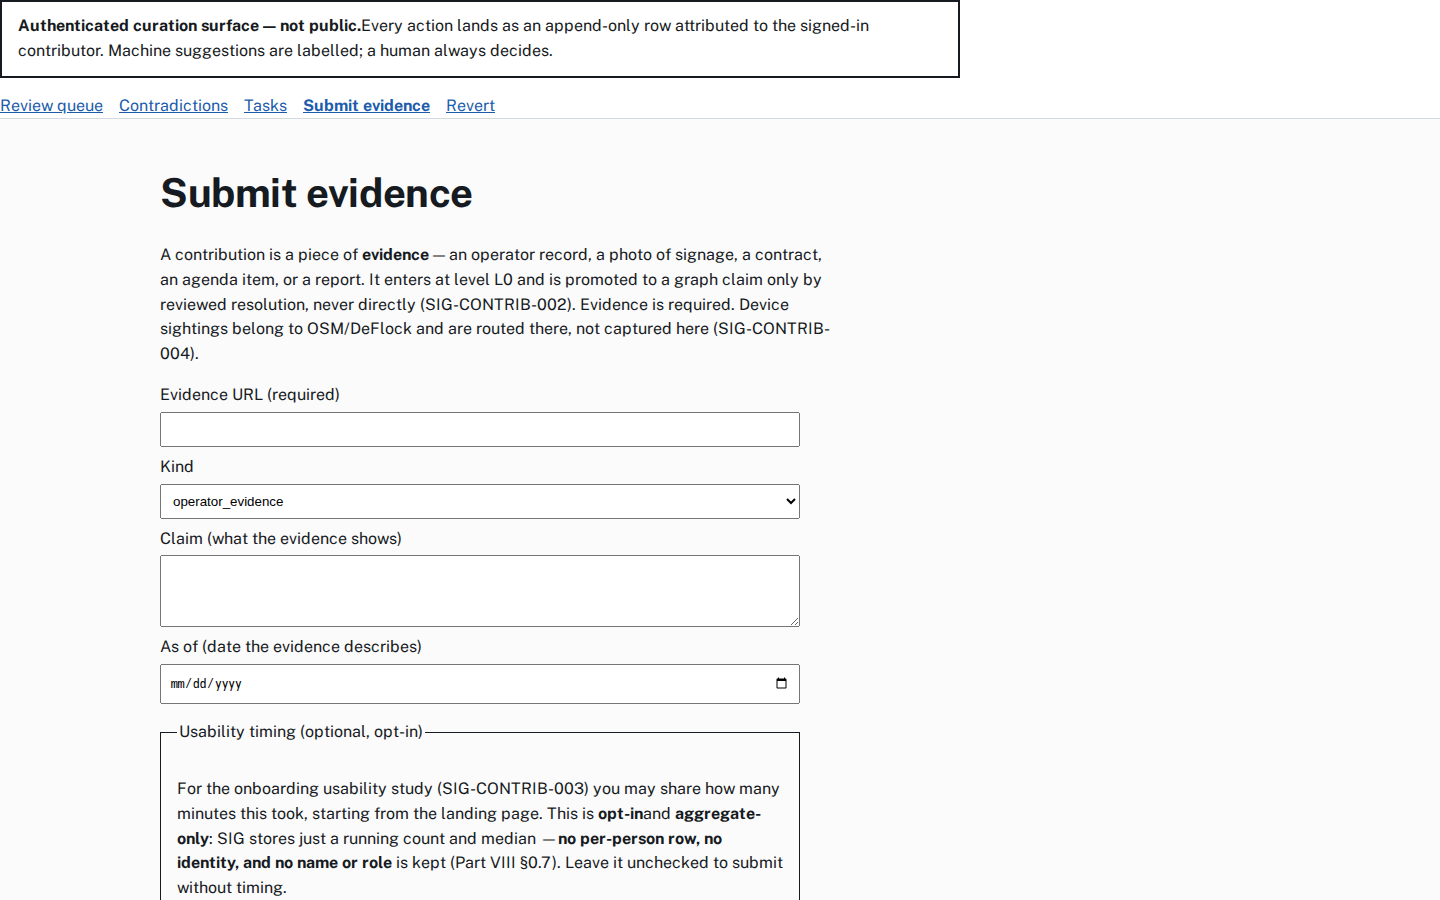 Authenticated curation surface — not public.Every action lands as an append-only row attributed to the signed-in
contributor. Machine suggestions are labelled; a human always decides.
Review queue Contradictions Tasks Submit evidence Revert
Submit evidence
A contribution is a piece of evidence — an operator record, a photo of signage, a contract,
an agenda item, or a report. It enters at level L0 and is promoted to a graph claim only by
reviewed resolution, never directly (SIG-CONTRIB-002). Evidence is required. Device
sightings belong to OSM/DeFlock and are routed there, not captured here (SIG-CONTRIB-
004).
Evidence URL (required)
Kind
operator_evidence
Claim (what the evidence shows)
As of (date the evidence describes)
mm/dd/yyyy
Usability timing (optional, opt-in)
For the onboarding usability study (SIG-CONTRIB-003) you may share how many
minutes this took, starting from the landing page. This is opt-inand aggregate-
only: SIG stores just a running count and median —no per-person row, no
identity, and no name or role is kept (Part VIII §0.7). Leave it unchecked to submit
without timing.